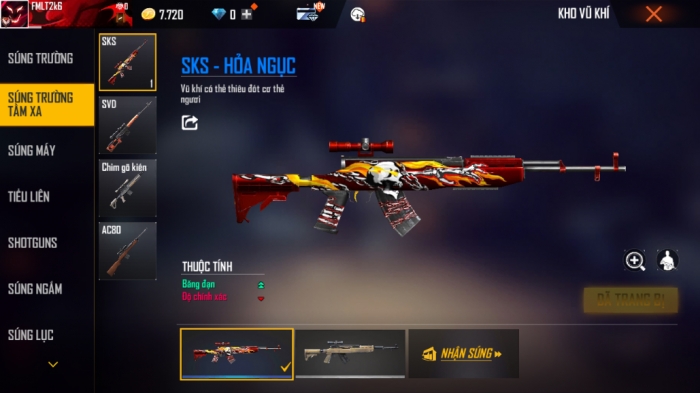 FMLT2k6
0
7.720
0
NEW
KHO VŨ KHÍ
SÚNG TRƯỜNG
SÚNG TRƯỜNG
TẦM XA
SÚNG MÁY
TIỂU LIÊN
SHOTGUNS
SÚNG NGẮM
SÚNG LỤC
SKS
1
SVD
Chim gõ kiến
AC80
SKS - HỎA NGỤC
Vũ khí có thể thiêu đốt cơ thể
người
THUỘC TÍNH
Băng đạn
Độ chính xác
ĐÃ TRANG BỊ
NHẬN SÚNG